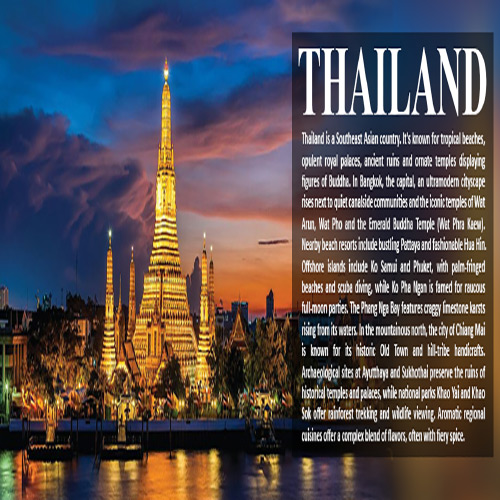 THAILAND
Thailand is a Southeast Asian country. It's known for tropical beaches,
opulent royal palaces, ancient ruins and ornate temples displaying
figures of Buddha. In Bangkok, the capital, an ultramodern cityscape
rises next to quiet canalside communities and the iconic temples of Wat
Arun, Wat Pho and the Emerald Buddha Temple (Wat Phra Kaew).
Nearby beach resorts include bustling Pattaya and fashionable Hua Hin.
Offshore islands include Ko Samui and Phuket, with palm-fringed
beaches and scuba diving, while Ko Pha Ngan is famed for raucous
full-moon parties. The Phang Nga Bay features craggy limestone karsts
rising from its waters. In the mountainous north, the city of Chiang Mai
is known for its historic Old Town and hill-tribe handicrafts.
Archaeological sites at Ayutthaya and Sukhothai preserve the ruins of
historical temples and palaces, while national parks Khao Yai and Khao
Sok offer rainforest trekking and wildlife viewing. Aromatic regional
cuisines offer a complex blend of flavors, often with fiery spice.